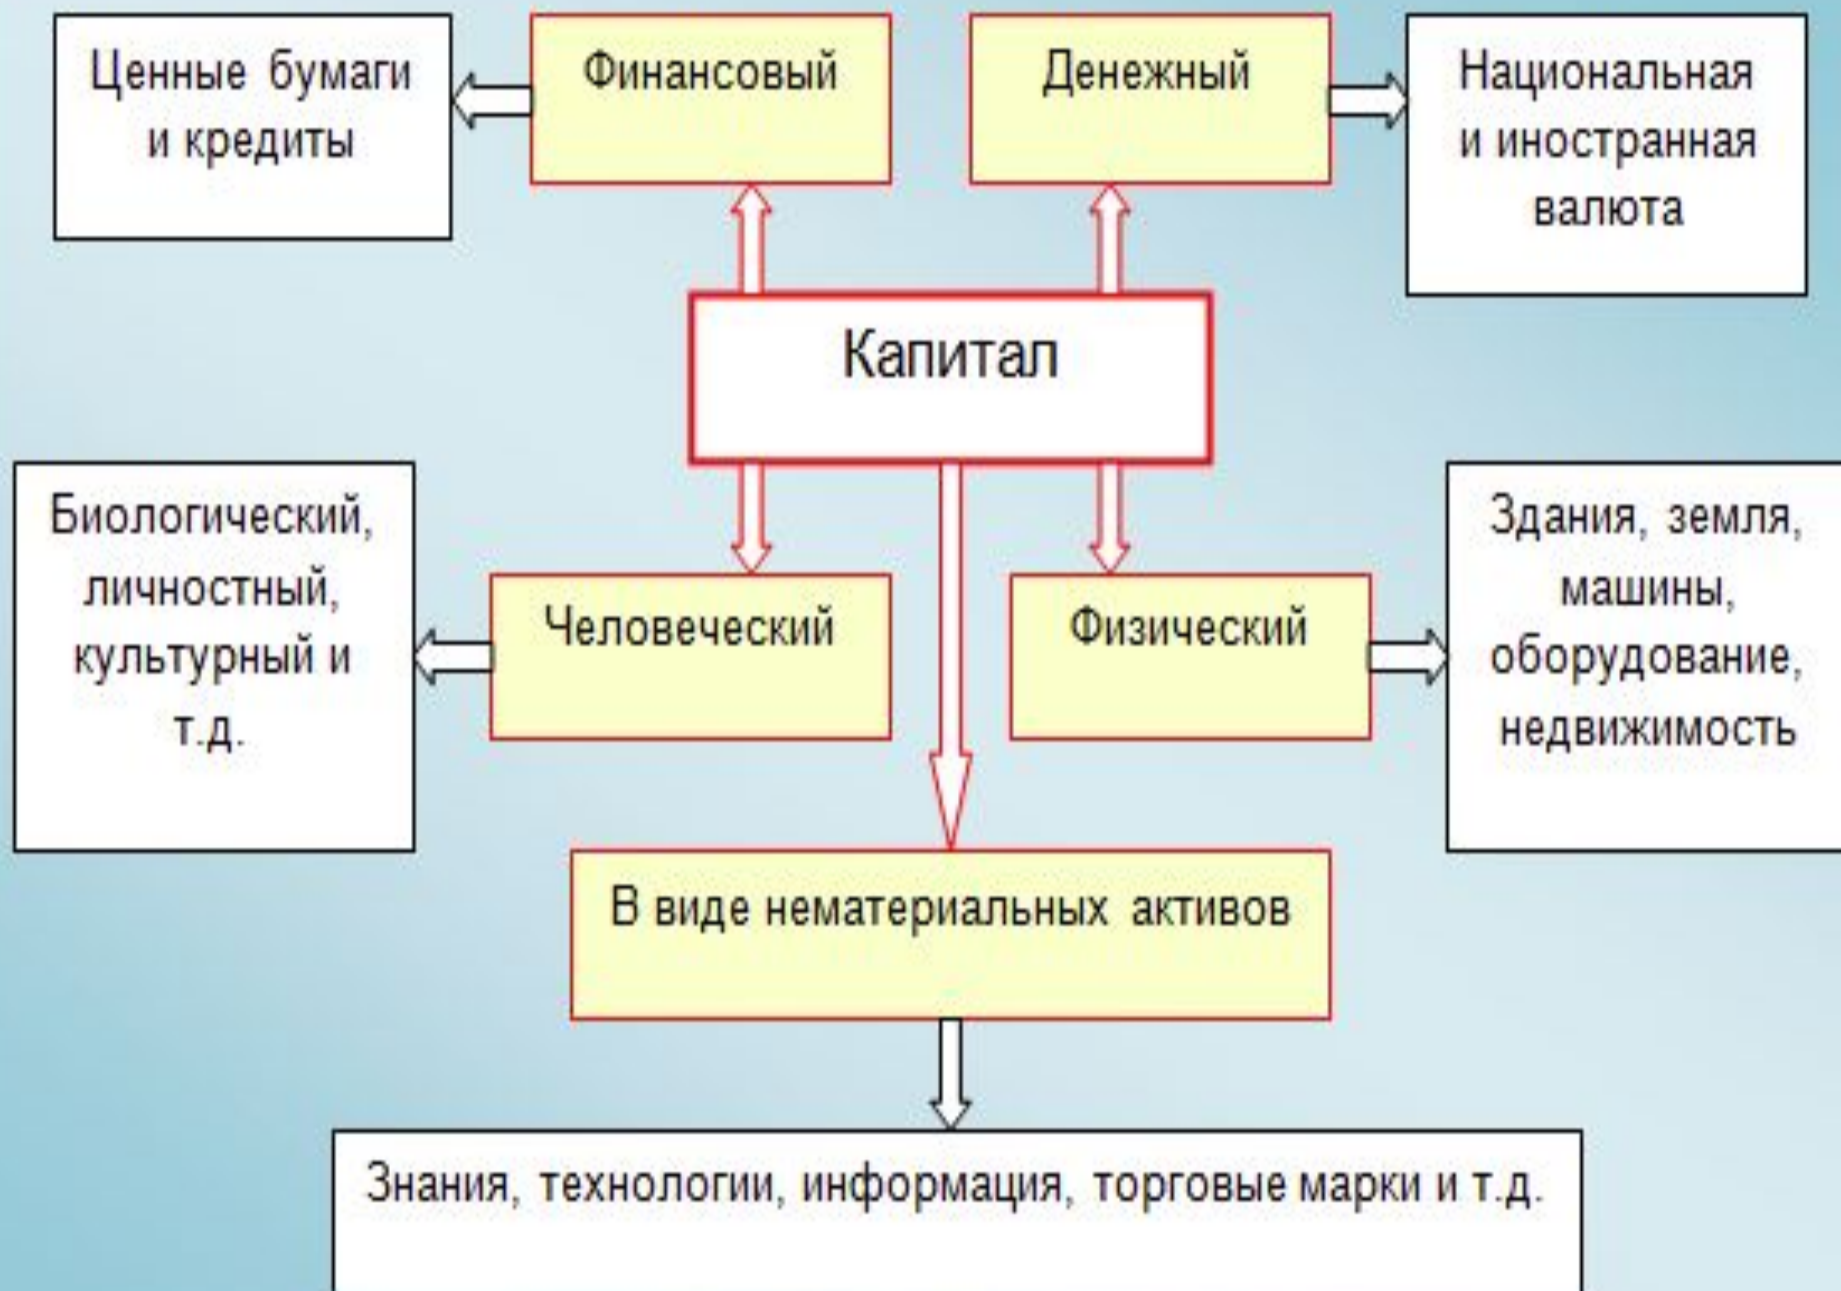 Ценные бумаги
и кредиты
Финансовый
Денежный
Национальная
и иностранная
валюта
Капитал
Биологический,
личностный,
культурный и
т.д.
Человеческий
Физический
Здания, земля,
машины,
оборудование,
недвижимость
В виде нематериальных активов
Знания, технологии, информация, торговые марки и т.д.